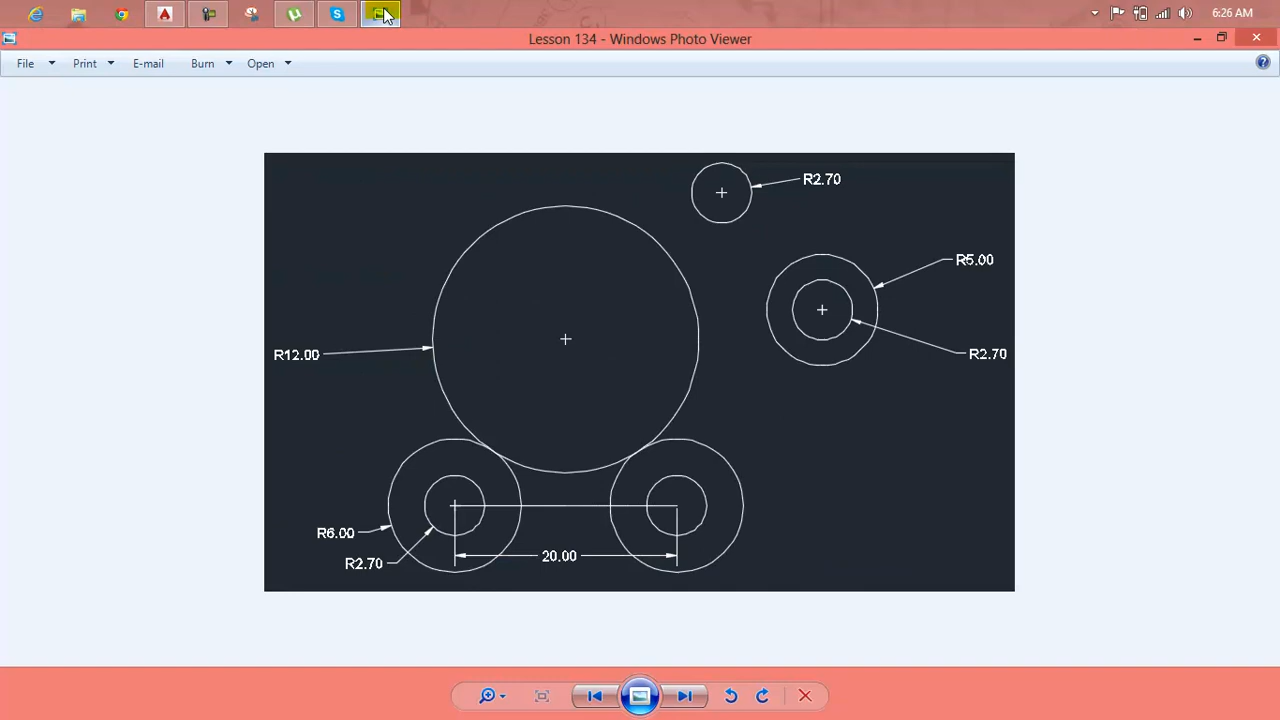 6:26 AM
Lesson 134 - Windows Photo Viewer
File Print E-mail Burn Open
R2.70
R5.00
R12.00
R2.70
R6.00
R2.70
20.00